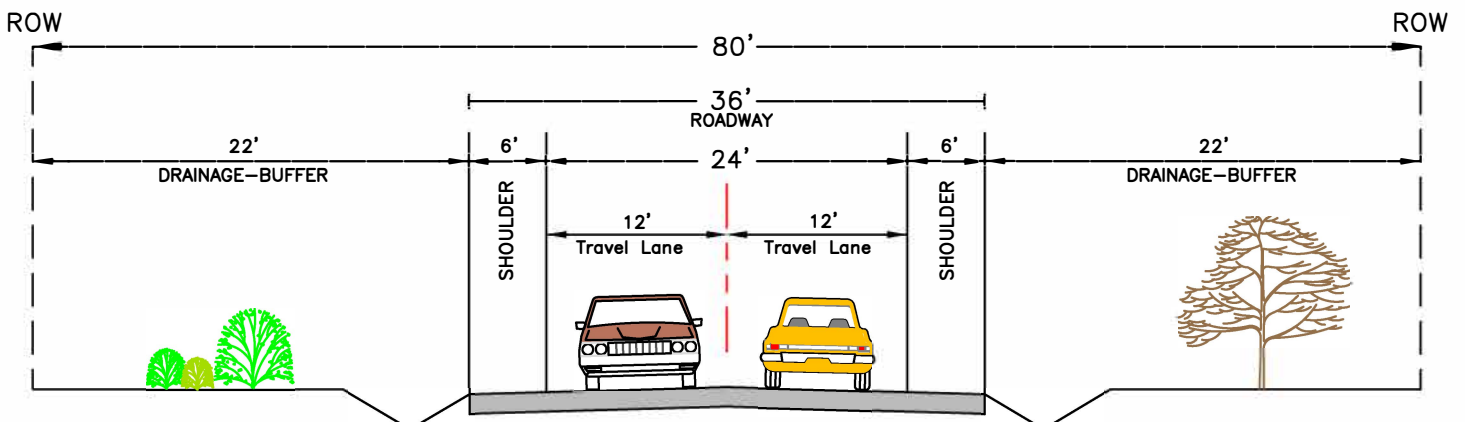 ROW
ROW
80'
36'
ROADWAY
22'
6'
24'
6'
22'
DRAINAGE-BUFFER
DRAINAGE-BUFFER
SHOULDER
12'
12'
SHOULDER
Travel Lane
Travel Lane